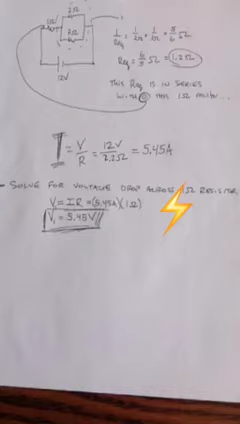 2Ω
1Ω
3Ω
12V
1/Req = 1/2Ω + 1/3Ω = 5/6 Ω
Req = 6/5 Ω = 1.2Ω
THIS Req IS IN SERIES
WITH THE 1Ω
I = V/R = 12V/2.2Ω = 5.45A
- SOLVE FOR VOLTAGE DROP ACROSS 1Ω RESISTOR
V = IR = (5.45A)(1Ω)
V₁ = 5.45V